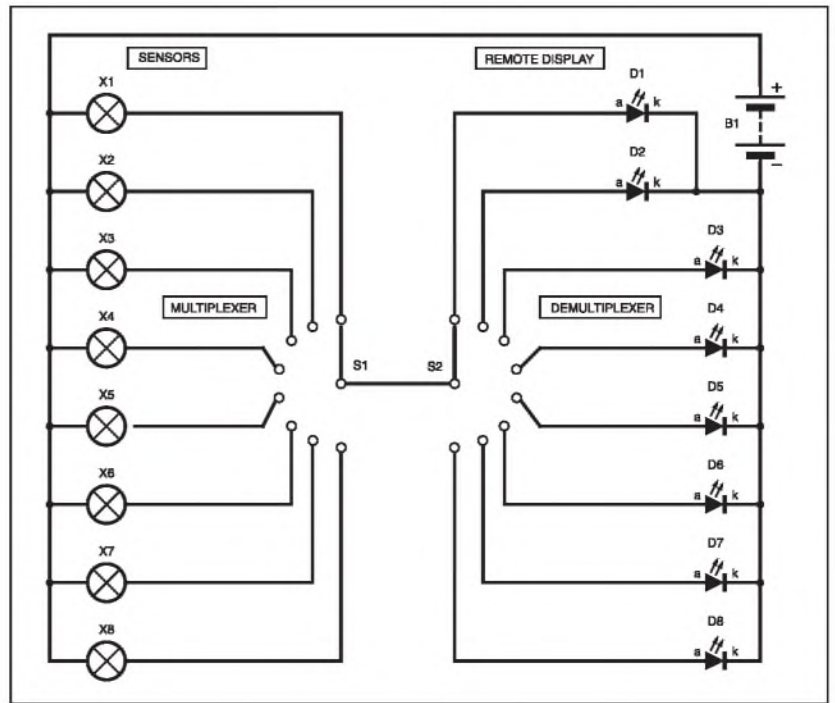 SENSORS
REMOTE DISPLAY
X1
D1
a k
+
B1
−
X2
D2
a k
X3
D3
a k
MULTIPLEXER
DEMULTIPLEXER
X4
D4
a k
S1
S2
X5
D5
a k
X6
D6
a k
X7
D7
a k
X8
D8
a k